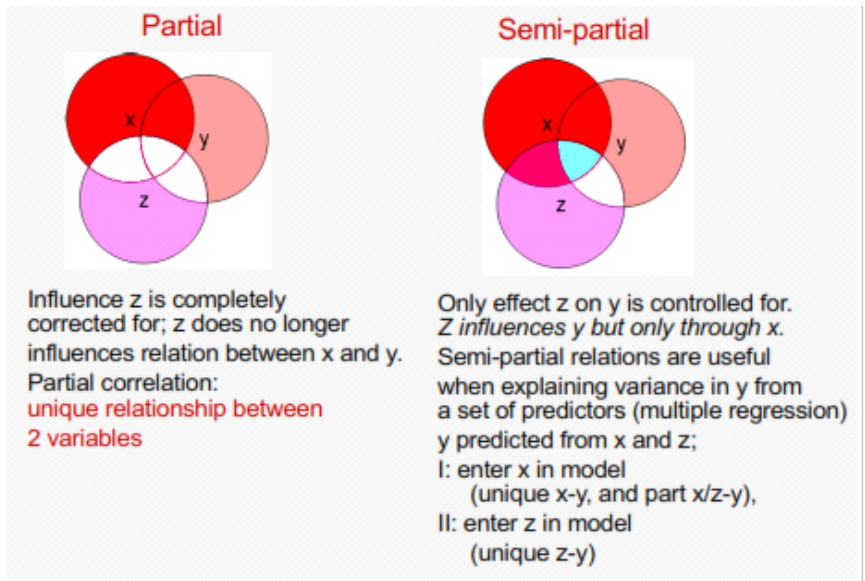 Partial
x
y
z
Influence z is completely
corrected for; z does no longer
influences relation between x and y.
Partial correlation:
unique relationship between
2 variables
Semi-partial
x
y
z
Only effect z on y is controlled for.
Z influences y but only through x.
Semi-partial relations are useful
when explaining variance in y from
a set of predictors (multiple regression)
y predicted from x and z;
I: enter x in model
(unique x-y, and part x/z-y),
II: enter z in model
(unique z-y)